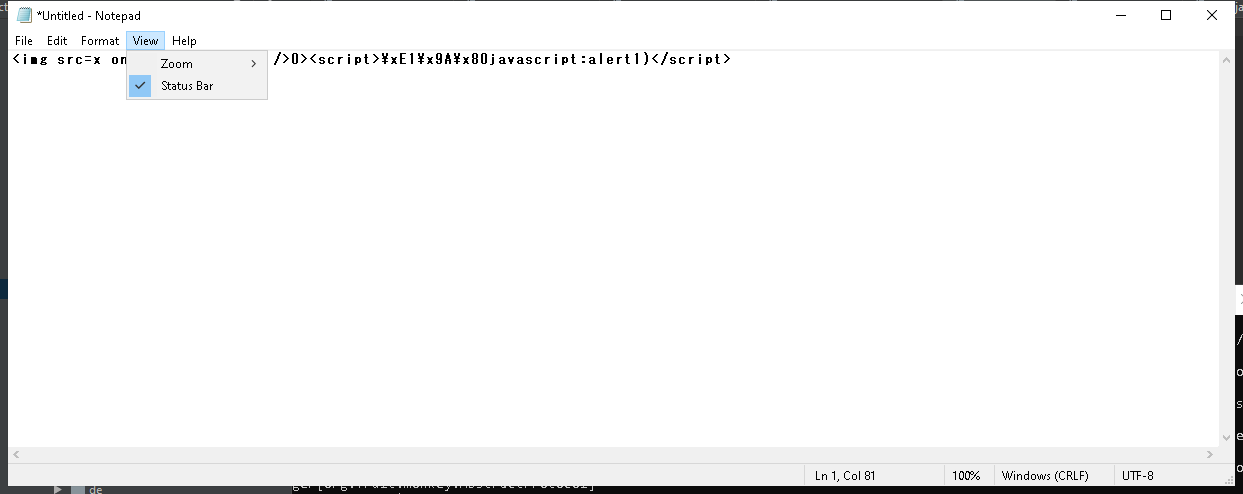 *Untitled - Notepad
File Edit Format View Help
<img src=x on />0><script>¥xE1¥x9A¥x80javascript:alert1)</script>
Zoom
Status Bar
Ln 1, Col 81 100% Windows (CRLF) UTF-8
de